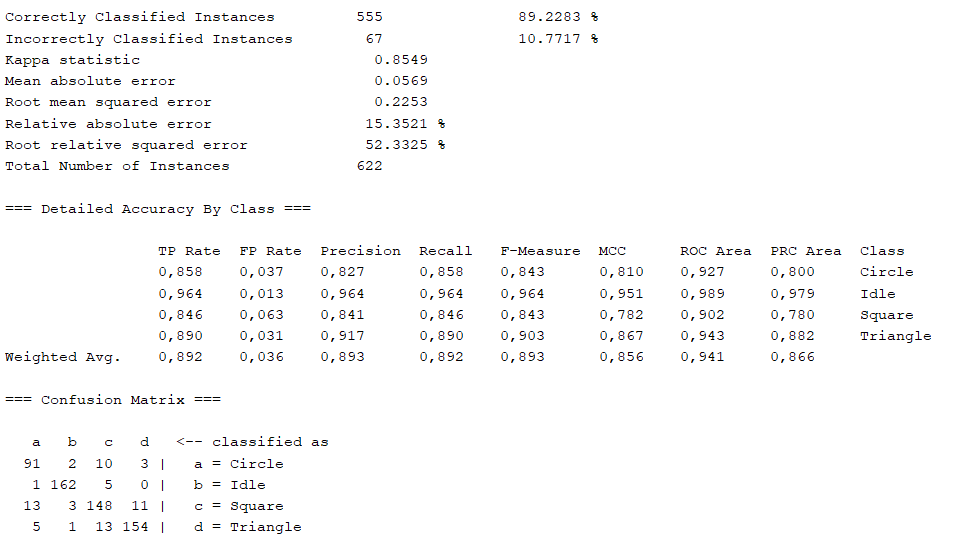 Correctly Classified Instances         555               89.2283 %
Incorrectly Classified Instances        67               10.7717 %
Kappa statistic                          0.8549
Mean absolute error                      0.0569
Root mean squared error                  0.2253
Relative absolute error                 15.3521 %
Root relative squared error             52.3325 %
Total Number of Instances              622
=== Detailed Accuracy By Class ===
                 TP Rate  FP Rate  Precision  Recall   F-Measure  MCC      ROC Area  PRC Area  Class
                 0,858    0,037    0,827      0,858    0,843      0,810    0,927     0,800     Circle
                 0,964    0,013    0,964      0,964    0,964      0,951    0,989     0,979     Idle
                 0,846    0,063    0,841      0,846    0,843      0,782    0,902     0,780     Square
                 0,890    0,031    0,917      0,890    0,903      0,867    0,943     0,882     Triangle
Weighted Avg.    0,892    0,036    0,893      0,892    0,893      0,856    0,941     0,866
=== Confusion Matrix ===
   a   b   c   d   <-- classified as
  91   2  10   3 |   a = Circle
   1 162   5   0 |   b = Idle
  13   3 148  11 |   c = Square
   5   1  13 154 |   d = Triangle